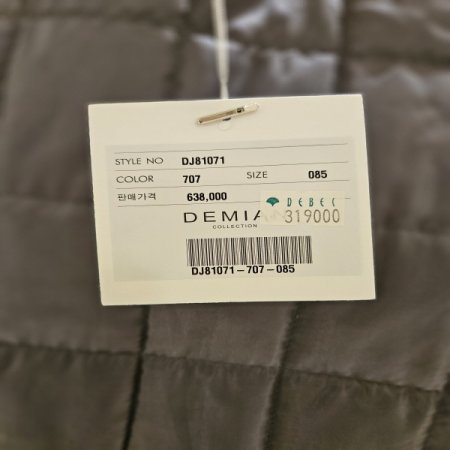 STYLE NO DJ81071
COLOR 707 SIZE 085
판매가격 638,000
DEBEC
319000
DEMIAN
COLLECTION
DJ81071-707-085